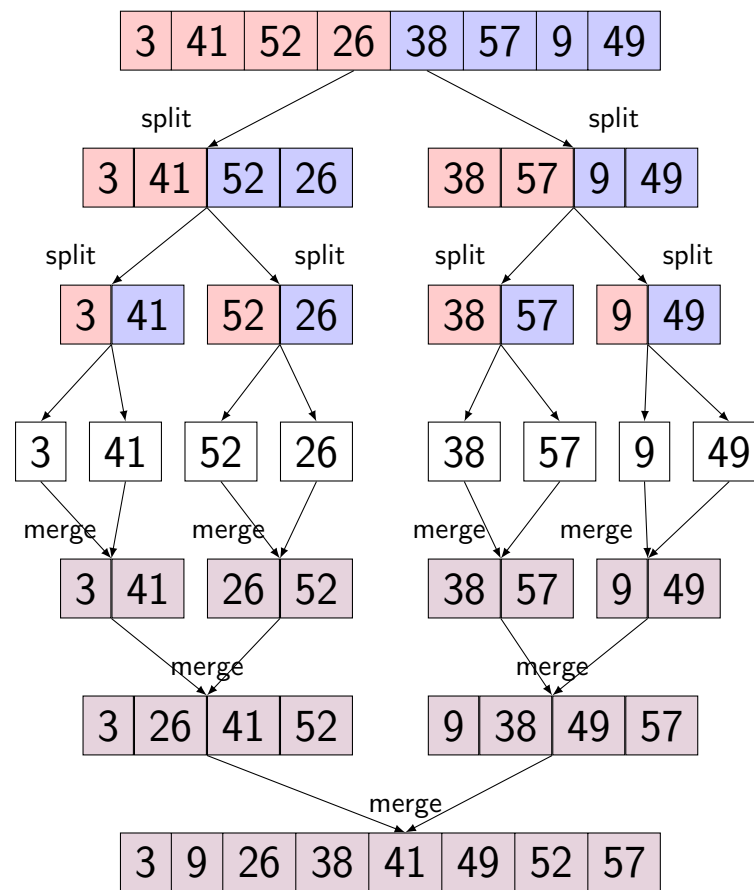 3 41 52 26 38 57 9 49
split split
3 41 52 26 38 57 9 49
split split split split
3 41 52 26 38 57 9 49
3 41 52 26 38 57 9 49
merge merge merge merge
3 41 26 52 38 57 9 49
merge merge
3 26 41 52 9 38 49 57
merge
3 9 26 38 41 49 52 57